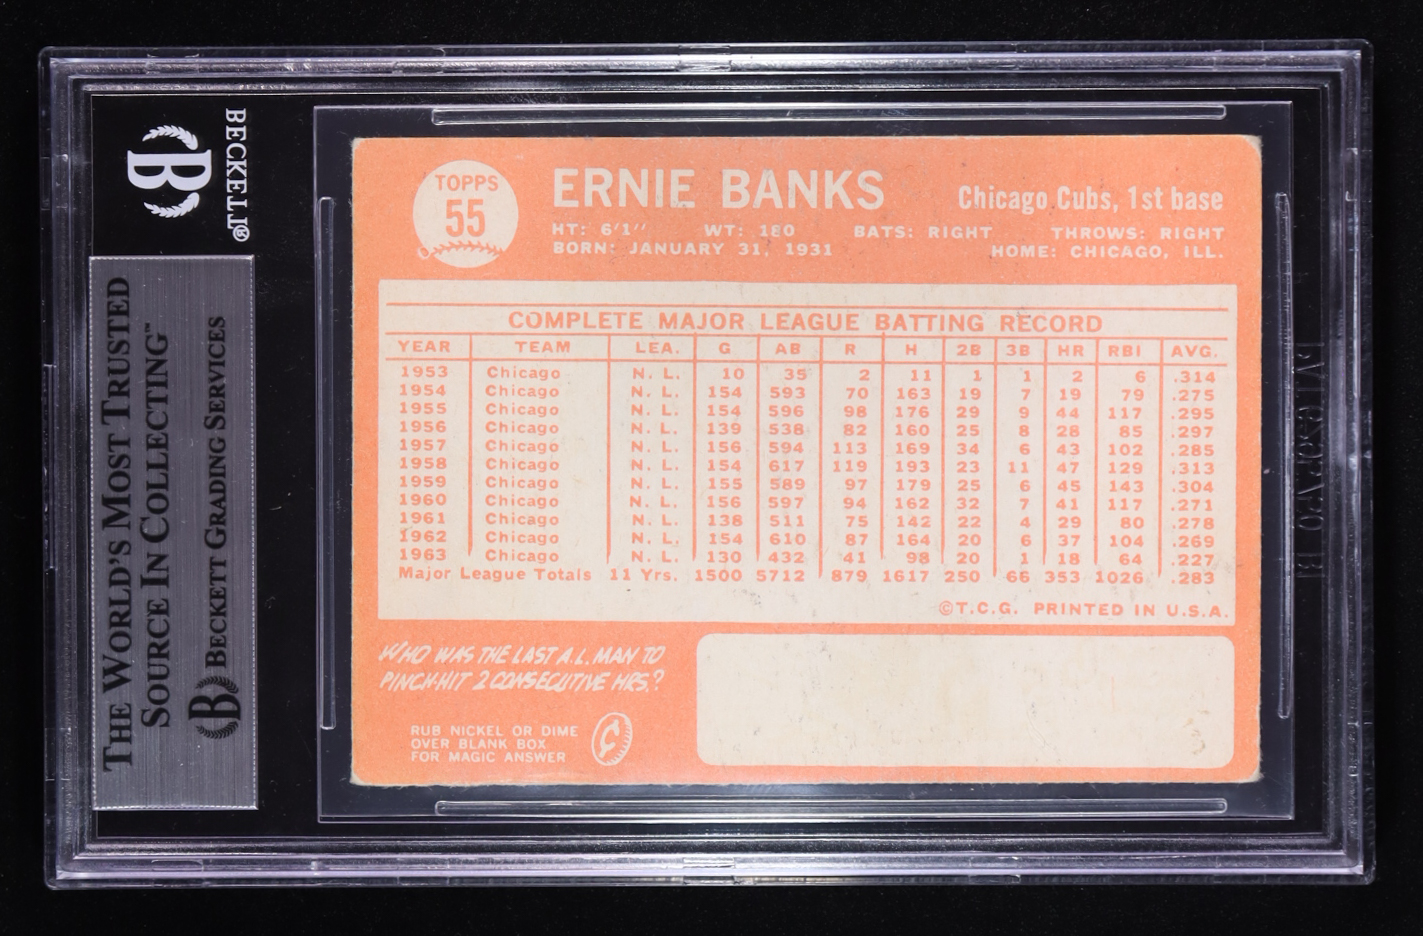 BECKETT®
B
THE WORLD'S MOST TRUSTED
SOURCE IN COLLECTING™
B BECKETT GRADING SERVICES
TOPPS
55
ERNIE BANKS
Chicago Cubs, 1st base
HT: 6'1" WT: 180 BATS: RIGHT THROWS: RIGHT
BORN: JANUARY 31, 1931 HOME: CHICAGO, ILL.
COMPLETE MAJOR LEAGUE BATTING RECORD
YEAR TEAM LEA. G AB R H 2B 3B HR RBI AVG.
1953 Chicago N. L. 10 35 2 11 1 1 2 6 .314
1954 Chicago N. L. 154 593 70 163 19 7 19 79 .275
1955 Chicago N. L. 154 596 98 176 29 9 44 117 .295
1956 Chicago N. L. 139 538 82 160 25 8 28 85 .297
1957 Chicago N. L. 156 594 113 169 34 6 43 102 .285
1958 Chicago N. L. 154 617 119 193 23 11 47 129 .313
1959 Chicago N. L. 155 589 97 179 25 6 45 143 .304
1960 Chicago N. L. 156 597 94 162 32 7 41 117 .271
1961 Chicago N. L. 138 511 75 142 22 4 29 80 .278
1962 Chicago N. L. 154 610 87 164 20 6 37 104 .269
1963 Chicago N. L. 130 432 41 98 20 1 18 64 .227
Major League Totals 11 Yrs. 1500 5712 879 1617 250 66 353 1026 .283
©T.C.G. PRINTED IN U.S.A.
WHO WAS THE LAST A.L. MAN TO
PINCH-HIT 2 CONSECUTIVE HRS.?
RUB NICKEL OR DIME
OVER BLANK BOX
FOR MAGIC ANSWER